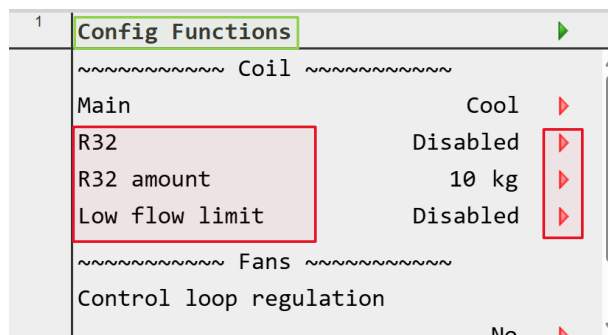 1
Config Functions
~~~~~~~~~~~ Coil ~~~~~~~~~~~
Main Cool
R32 Disabled
R32 amount 10 kg
Low flow limit Disabled
~~~~~~~~~~~ Fans ~~~~~~~~~~~
Control loop regulation
No